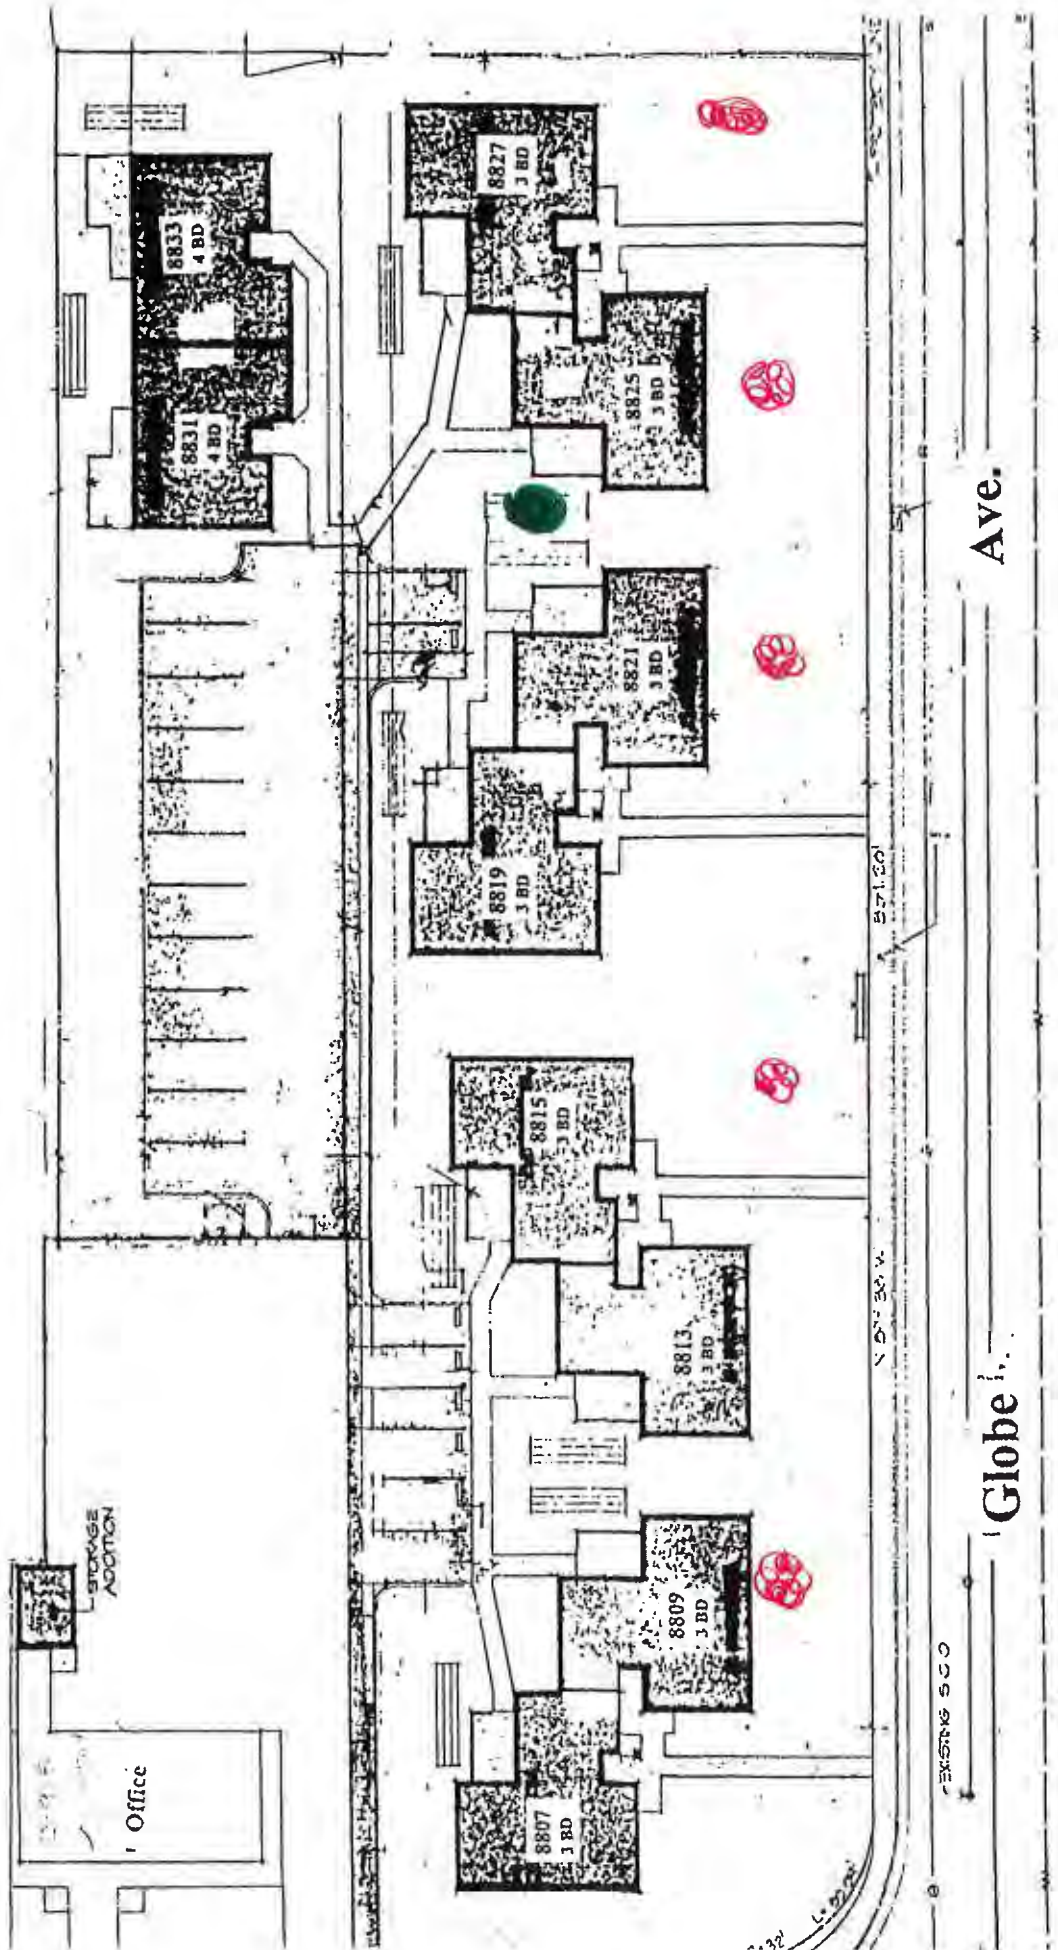 8833
4 BD
8831
4 BD
8827
3 BD
8825
3 BD
8821
3 BD
8819
3 BD
8815
3 BD
8813
3 BD
8809
3 BD
8807
3 BD
STORAGE
ADDITION
Office
EXISTING
Globe
Ave.